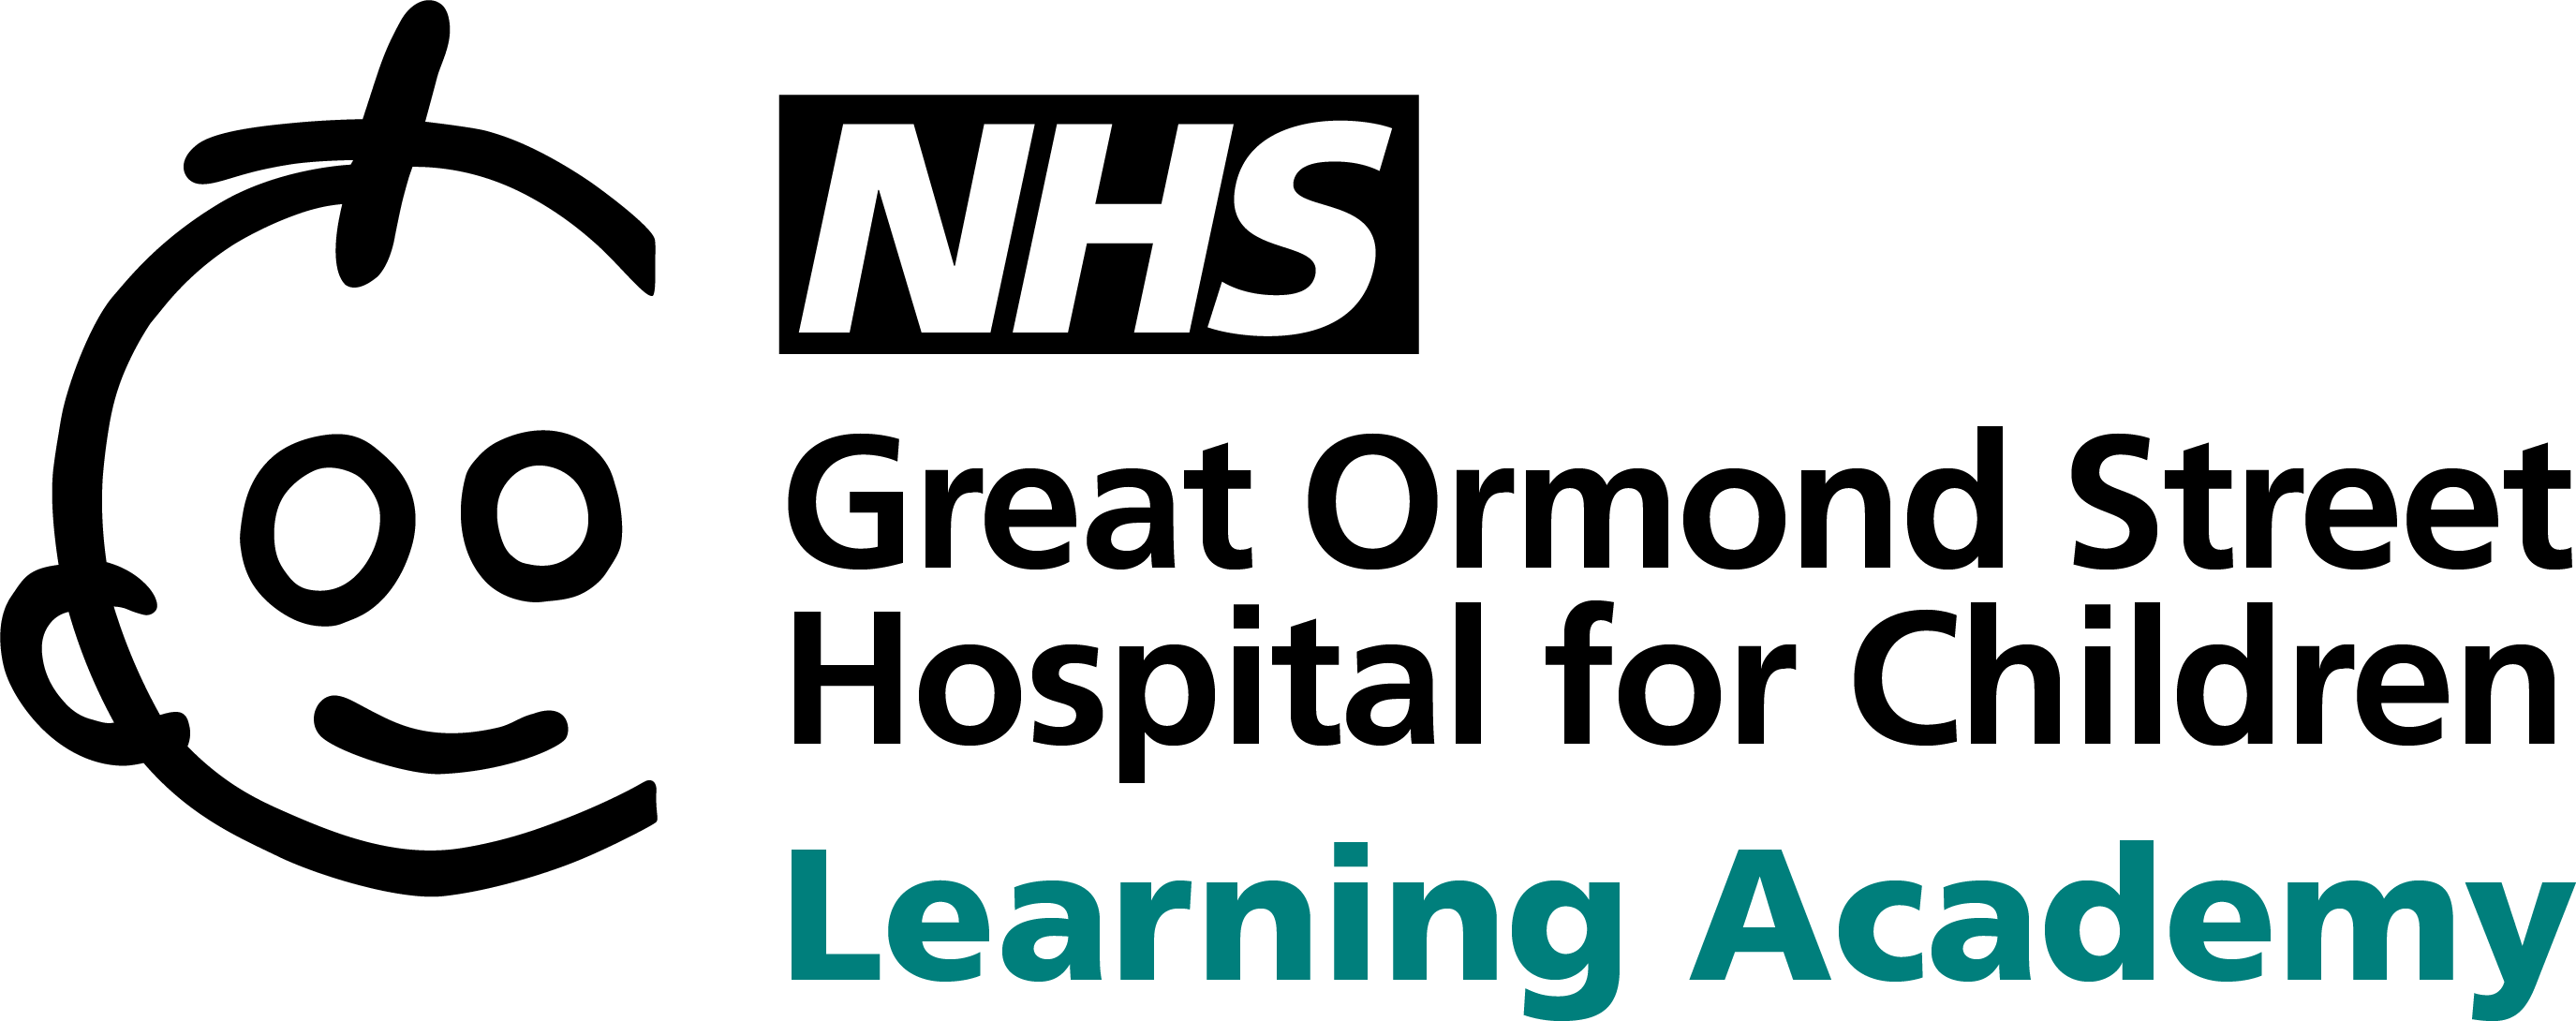 NHS
Great Ormond Street
Hospital for Children
Learning Academy